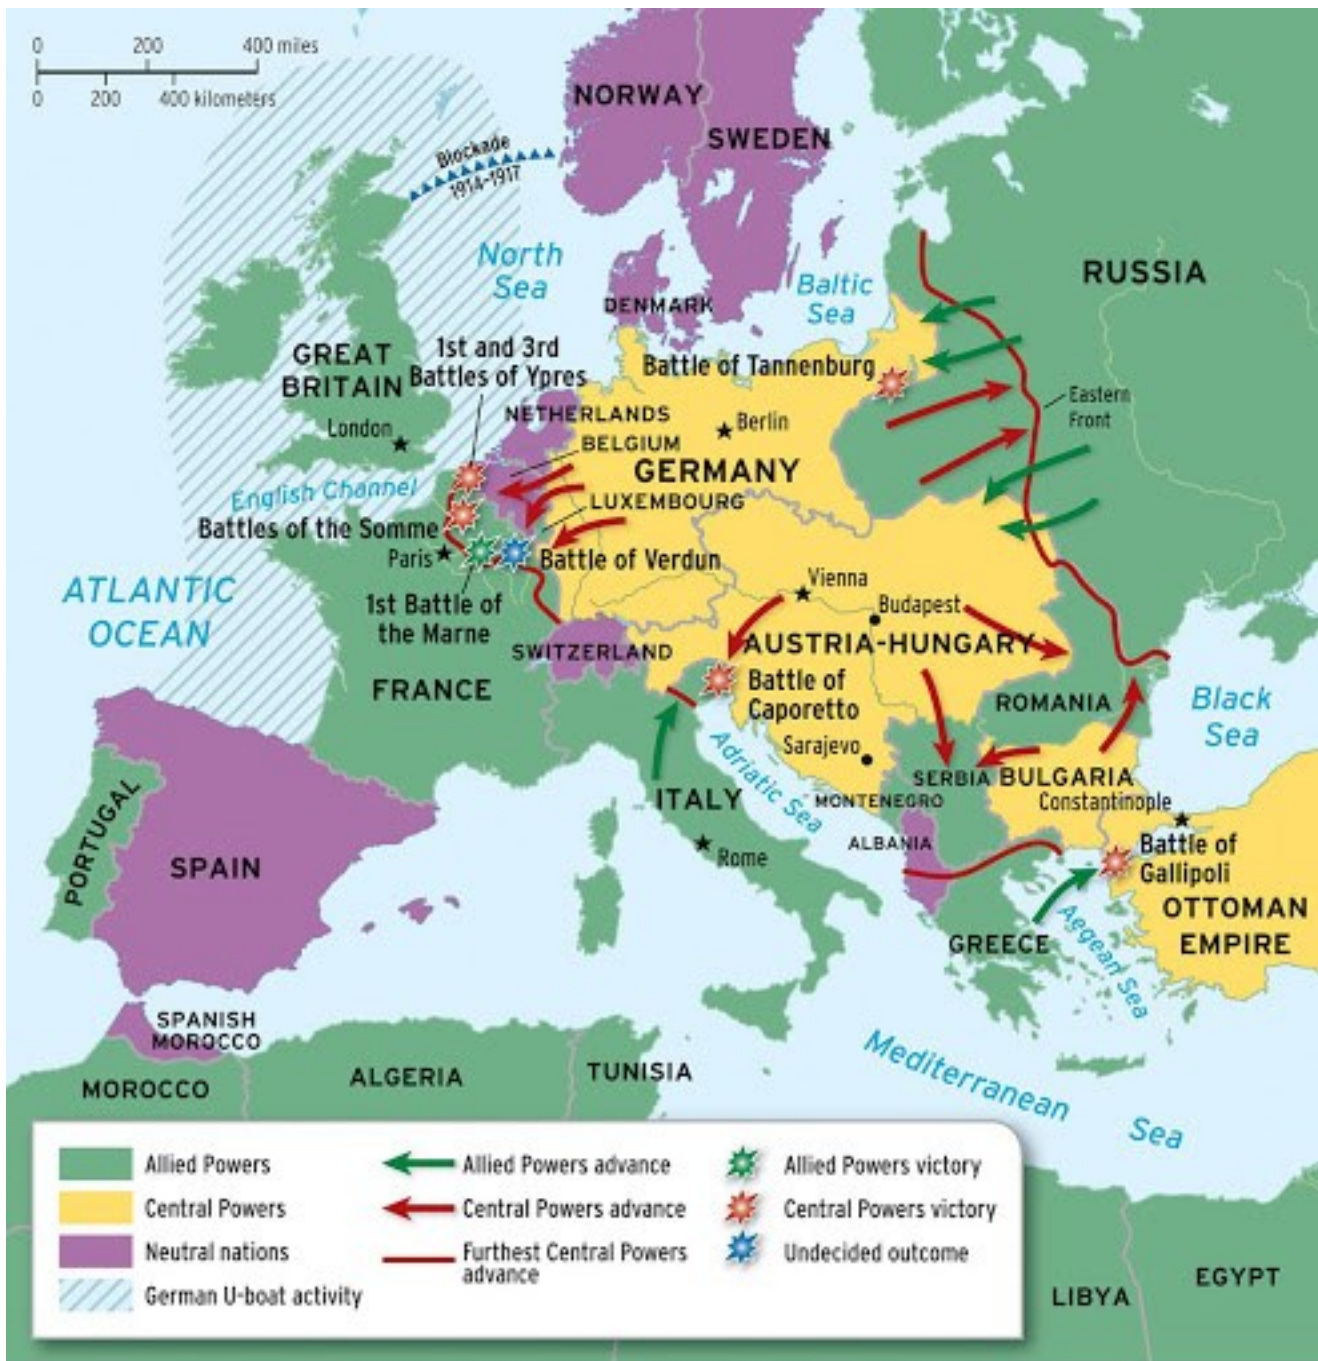 0 200 400 miles
0 200 400 kilometers
NORWAY
SWEDEN
Blockade
1914–1917
North
Sea
Baltic
Sea
RUSSIA
DENMARK
GREAT
BRITAIN
London
1st and 3rd
Battles of Ypres
Battle of Tannenburg
Eastern
Front
NETHERLANDS
Berlin
BELGIUM
GERMANY
English Channel
LUXEMBOURG
Battles of the Somme
Paris
Battle of Verdun
ATLANTIC
OCEAN
1st Battle of
the Marne
Vienna
Budapest
SWITZERLAND
AUSTRIA-HUNGARY
FRANCE
Battle of
Caporetto
ROMANIA
Black
Sea
Sarajevo
Adriatic Sea
SERBIA
BULGARIA
PORTUGAL
SPAIN
ITALY
MONTENEGRO
Constantinople
ALBANIA
Rome
Battle of
Gallipoli
OTTOMAN
EMPIRE
GREECE
Aegean Sea
SPANISH
MOROCCO
MOROCCO
ALGERIA
TUNISIA
Mediterranean Sea
Allied Powers
Central Powers
Neutral nations
German U-boat activity
Allied Powers advance
Central Powers advance
Furthest Central Powers
advance
Allied Powers victory
Central Powers victory
Undecided outcome
LIBYA
EGYPT